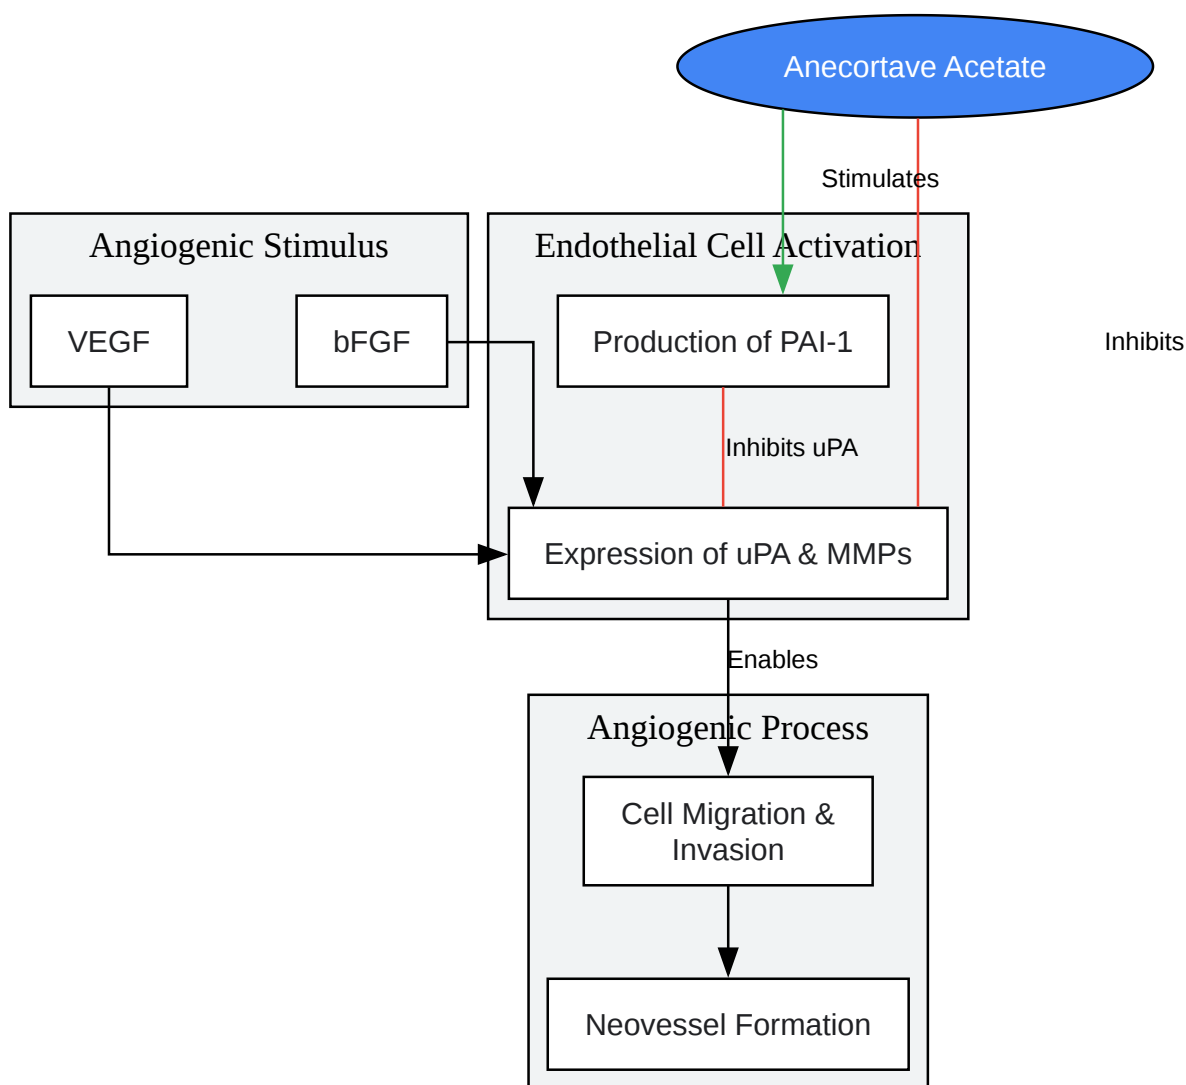 Anecortave Acetate
Stimulates
Angiogenic Stimulus
Endothelial Cell Activation
VEGF
bFGF
Production of PAI-1
Inhibits
Inhibits uPA
Expression of uPA & MMPs
Enables
Angiogenic Process
Cell Migration &
Invasion
Neovessel Formation